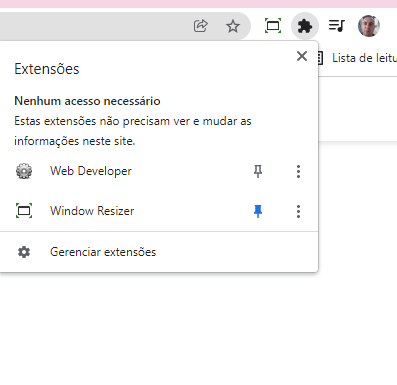 Lista de leitu
Extensões
Nenhum acesso necessário
Estas extensões não precisam ver e mudar as
informações neste site.
Web Developer
Window Resizer
Gerenciar extensões